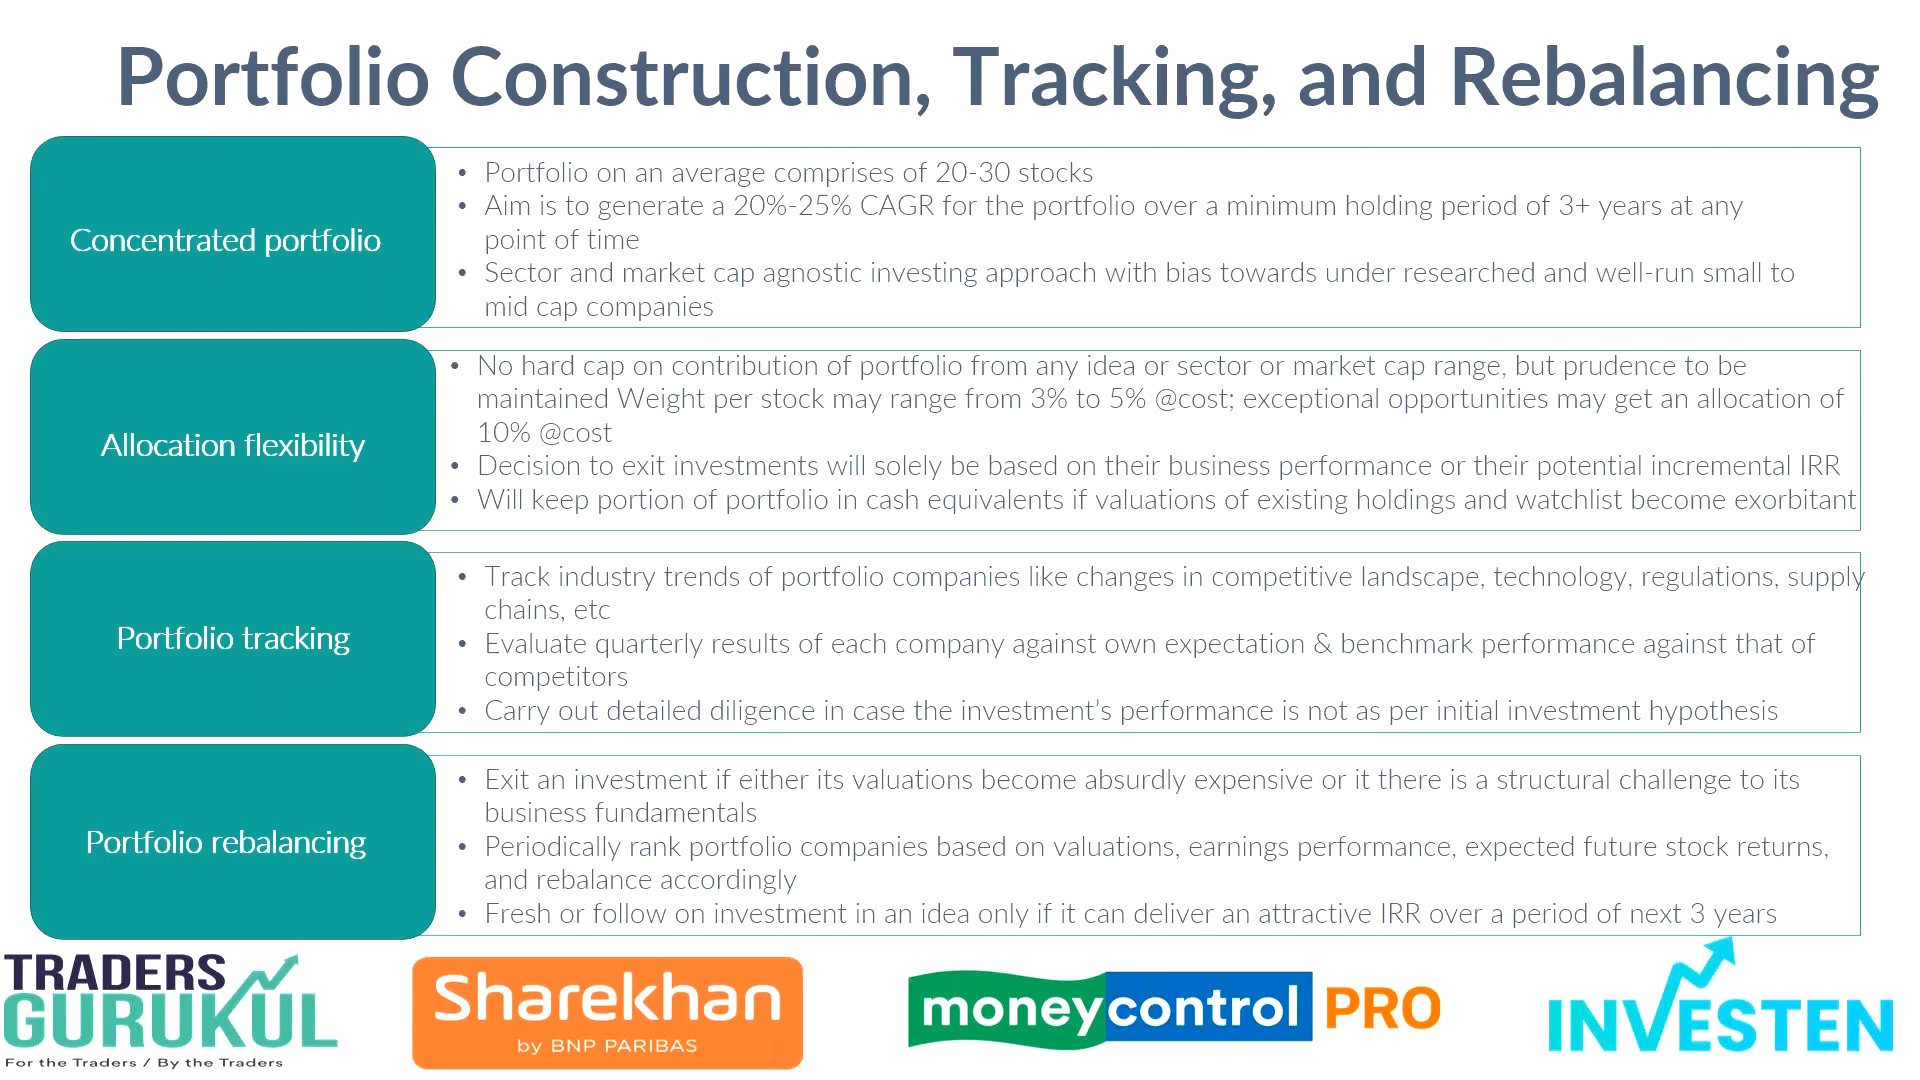 Portfolio Construction, Tracking, and Rebalancing
Concentrated portfolio
• Portfolio on an average comprises of 20-30 stocks
• Aim is to generate a 20%-25% CAGR for the portfolio over a minimum holding period of 3+ years at any
point of time
• Sector and market cap agnostic investing approach with bias towards under researched and well-run small to
mid cap companies
Allocation flexibility
• No hard cap on contribution of portfolio from any idea or sector or market cap range, but prudence to be
maintained Weight per stock may range from 3% to 5% @cost; exceptional opportunities may get an allocation of
10% @cost
• Decision to exit investments will solely be based on their business performance or their potential incremental IRR
• Will keep portion of portfolio in cash equivalents if valuations of existing holdings and watchlist become exorbitant
Portfolio tracking
• Track industry trends of portfolio companies like changes in competitive landscape, technology, regulations, supply
chains, etc
• Evaluate quarterly results of each company against own expectation & benchmark performance against that of
competitors
• Carry out detailed diligence in case the investment’s performance is not as per initial investment hypothesis
Portfolio rebalancing
• Exit an investment if either its valuations become absurdly expensive or it there is a structural challenge to its
business fundamentals
• Periodically rank portfolio companies based on valuations, earnings performance, expected future stock returns,
and rebalance accordingly
• Fresh or follow on investment in an idea only if it can deliver an attractive IRR over a period of next 3 years
TRADERS
GURUKUL
For the Traders / By the Traders
Sharekhan
by BNP PARIBAS
moneycontrol PRO
INVESTEN